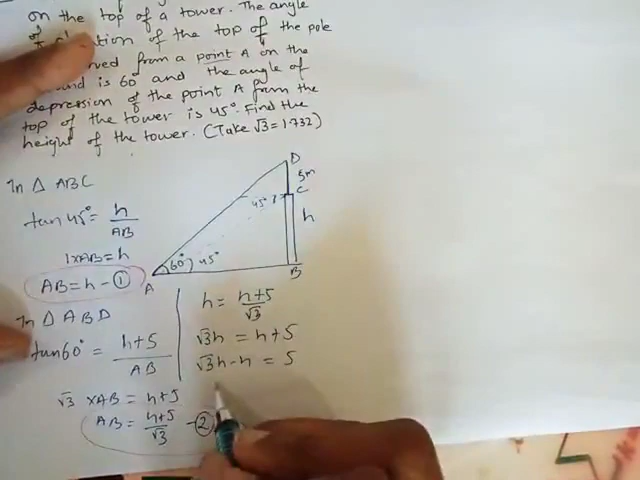 on the top of a tower. The angle
of of the top of the pole
from a point A on the
is 60° and the angle of
depression of the point A from the
top of the tower is 45°. Find the
height of the tower. (Take √3 = 1.732)
In △ ABC
tan 45° = h/AB
1×AB = h
AB = h - ①
In △ ABD
tan 60° = h+5/AB
√3 ×AB = h+5
AB = h+5/√3 - ②
D
5m
C
45°
h
60°
45°
A
B
h = h+5/√3
√3h = h+5
√3h - h = 5